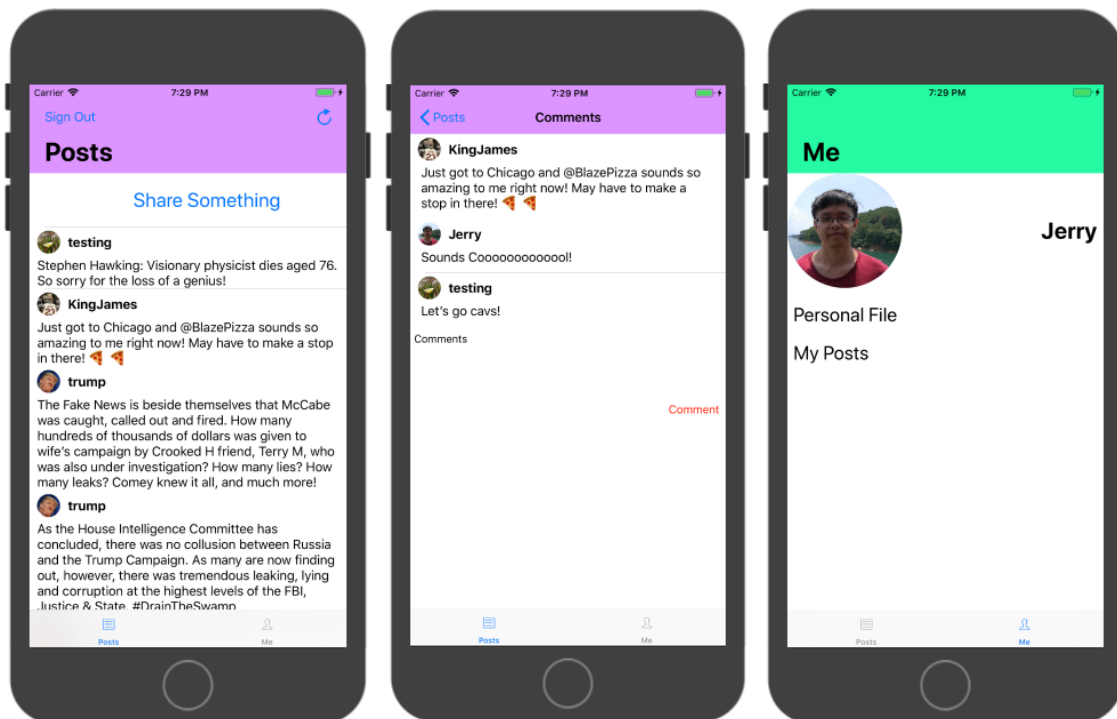 Carrier 7:29 PM
Sign Out
Posts
Share Something
testing
Stephen Hawking: Visionary physicist dies aged 76.
So sorry for the loss of a genius!
KingJames
Just got to Chicago and @BlazePizza sounds so
amazing to me right now! May have to make a stop
in there! 🍕 🍕
trump
The Fake News is beside themselves that McCabe
was caught, called out and fired. How many
hundreds of thousands of dollars was given to
wife's campaign by Crooked H friend, Terry M, who
was also under investigation? How many lies? How
many leaks? Comey knew it all, and much more!
trump
As the House Intelligence Committee has
concluded, there was no collusion between Russia
and the Trump Campaign. As many are now finding
out, however, there was tremendous leaking, lying
and corruption at the highest levels of the FBI,
Justice & State. #DrainTheSwamp
Posts Me
Carrier 7:29 PM
Posts Comments
KingJames
Just got to Chicago and @BlazePizza sounds so
amazing to me right now! May have to make a
stop in there! 🍕 🍕
Jerry
Sounds Cooooooooooool!
testing
Let's go cavs!
Comments
Comment
Posts Me
Carrier 7:29 PM
Me
Jerry
Personal File
My Posts
Posts Me